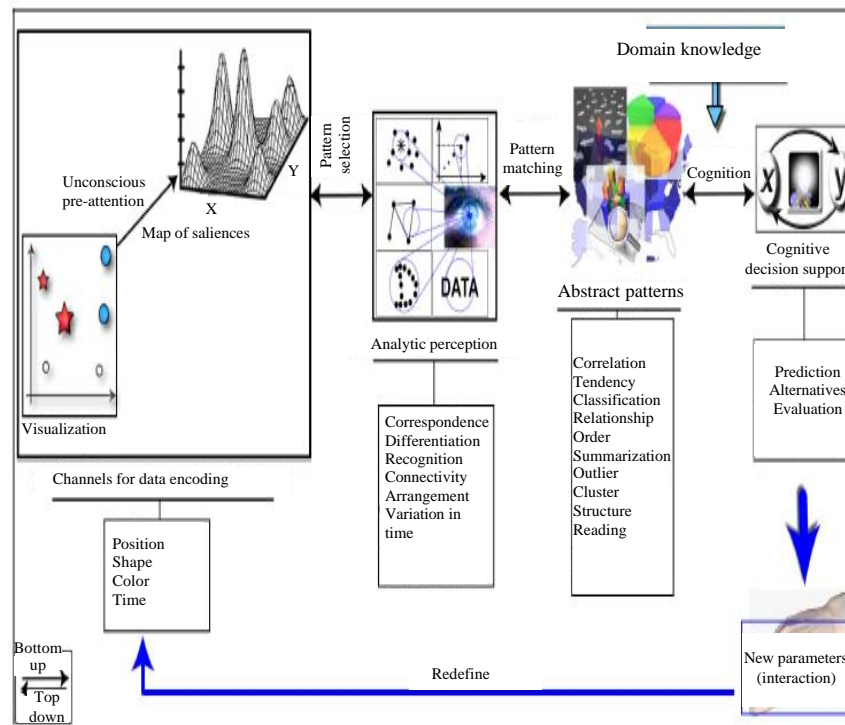 Domain knowledge
Unconscious
pre-attention
X
Y
Map of saliences
Visualization
Pattern
selection
DATA
Pattern
matching
Cognition
X
y
Cognitive
decision support
Analytic perception
Abstract patterns
Channels for data encoding
Position
Shape
Color
Time
Correspondence
Differentiation
Recognition
Connectivity
Arrangement
Variation in
time
Correlation
Tendency
Classification
Relationship
Order
Summarization
Outlier
Cluster
Structure
Reading
Prediction
Alternatives
Evaluation
Bottom
up
Top
down
Redefine
New parameters
(interaction)